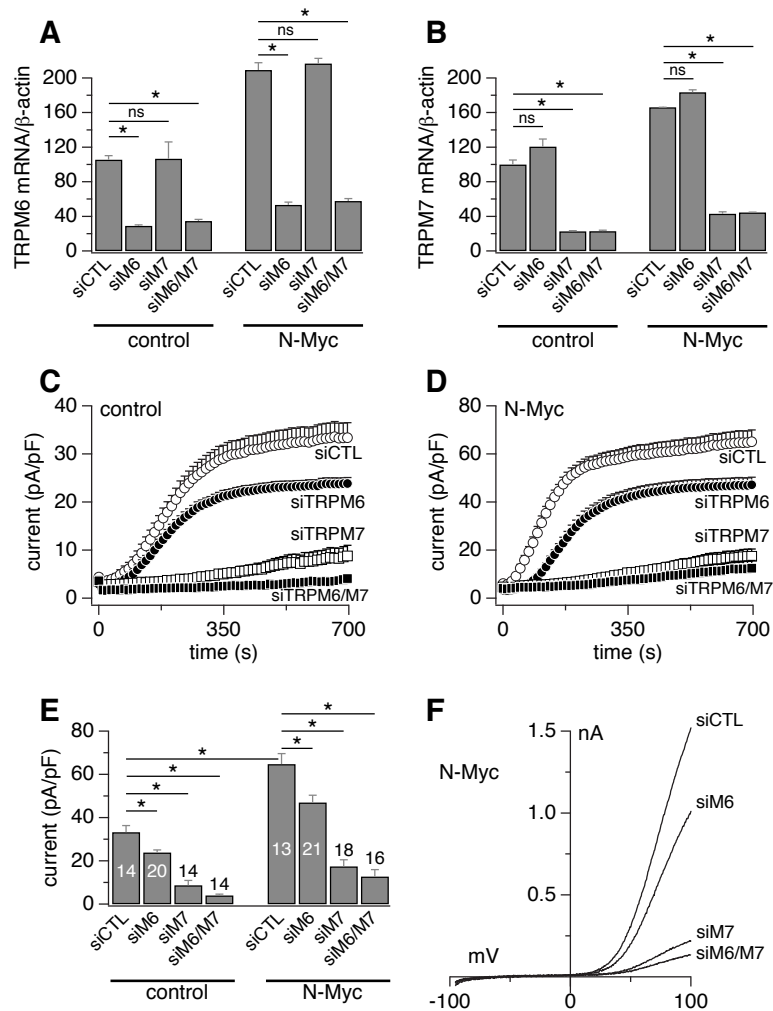 A
TRPM6 mRNA/β-actin
200
160
120
80
40
0
*
ns
*
*
ns
*
siCTL
siM6
siM7
siM6/M7
siCTL
siM6
siM7
siM6/M7
control
N-Myc
B
TRPM7 mRNA/β-actin
200
160
120
80
40
0
*
*
ns
*
*
ns
siCTL
siM6
siM7
siM6/M7
siCTL
siM6
siM7
siM6/M7
control
N-Myc
C
control
current (pA/pF)
40
30
20
10
0
siCTL
siTRPM6
siTRPM7
siTRPM6/M7
0
350
700
time (s)
D
N-Myc
current (pA/pF)
80
60
40
20
0
siCTL
siTRPM6
siTRPM7
siTRPM6/M7
0
350
700
time (s)
E
current (pA/pF)
80
60
40
20
0
*
*
*
*
*
*
*
14
20
14
14
13
21
18
16
siCTL
siM6
siM7
siM6/M7
siCTL
siM6
siM7
siM6/M7
control
N-Myc
F
N-Myc
1.5
nA
1.0
0.5
siCTL
siM6
siM7
siM6/M7
mV
-100
0
100